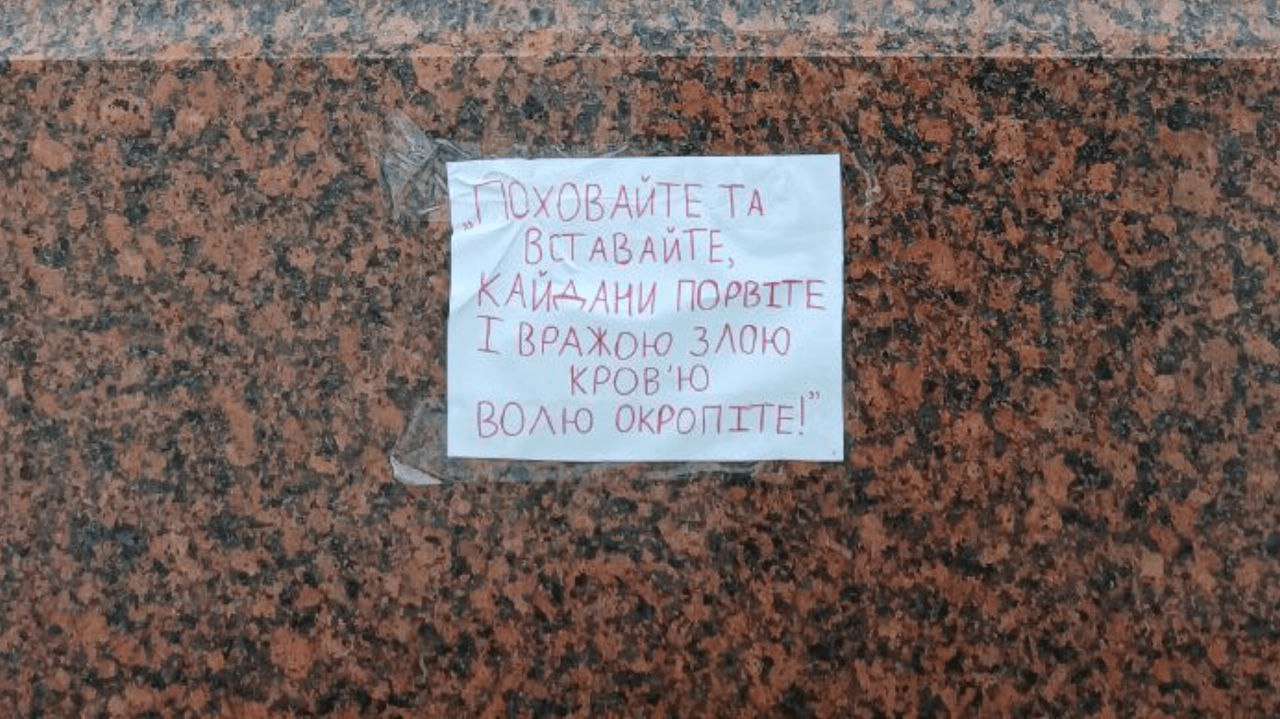 „ПОХОВАЙТЕ ТА
ВСТАВАЙТЕ,
КАЙДАНИ ПОРВІТЕ
І ВРАЖОЮ ЗЛОЮ
КРОВ'Ю
ВОЛЮ ОКРОПІТЕ!”